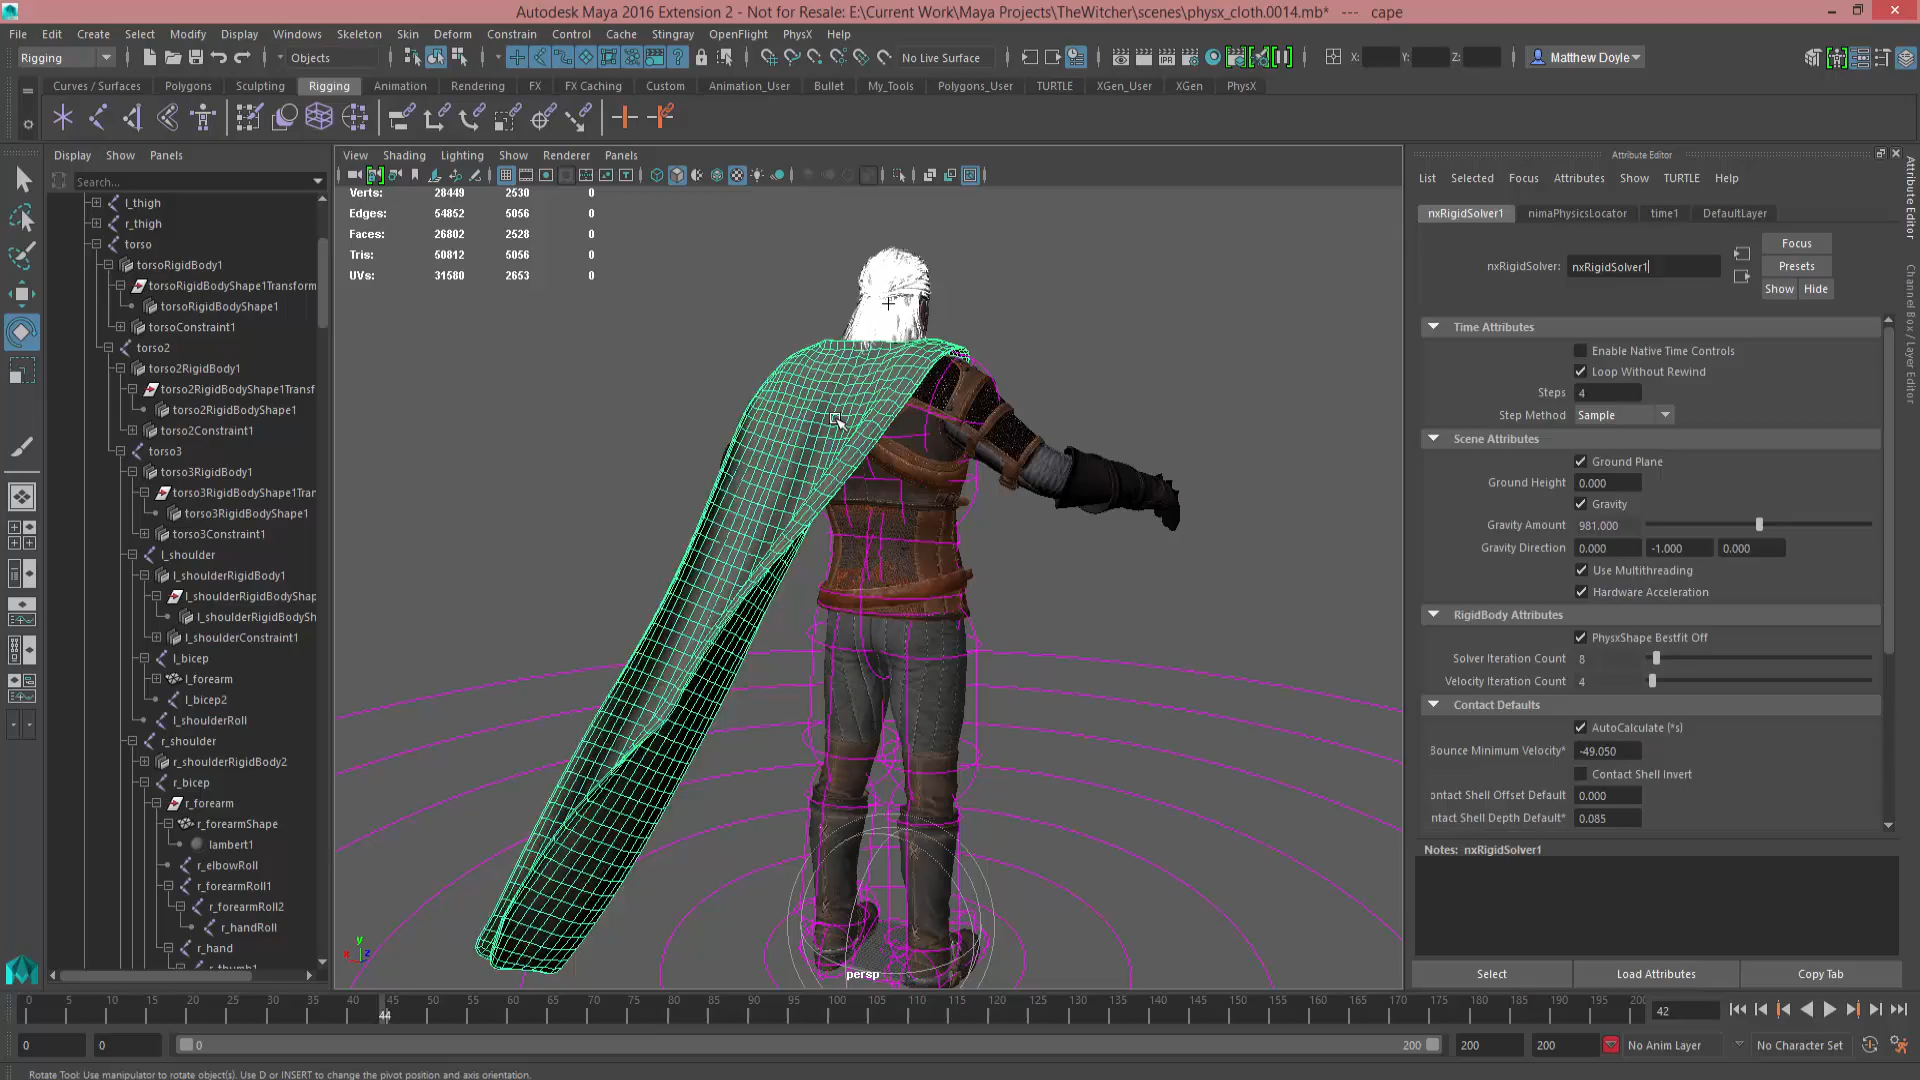 Autodesk Maya 2016 Extension 2 - Not for Resale: E:\Current Work\Maya Projects\TheWitcher\scenes\physx_cloth.0014.mb* --- cape
File Edit Create Select Modify Display Windows Skeleton Skin Deform Constrain Control Cache Stingray OpenFlight PhysX Help
Rigging Objects No Live Surface X: Y: Z: Matthew Doyle
Curves / Surfaces Polygons Sculpting Rigging Animation Rendering FX FX Caching Custom Animation_User Bullet My_Tools Polygons_User TURTLE XGen_User XGen PhysX
Display Show Panels
Search...
l_thigh
r_thigh
torso
torsoRigidBody1
torsoRigidBodyShape1Transform
torsoRigidBodyShape1
torsoConstraint1
torso2
torso2RigidBody1
torso2RigidBodyShape1Transf
torso2RigidBodyShape1
torso2Constraint1
torso3
torso3RigidBody1
torso3RigidBodyShape1Tran
torso3RigidBodyShape1
torso3Constraint1
l_shoulder
l_shoulderRigidBody1
l_shoulderRigidBodyShap
l_shoulderRigidBodySh
l_shoulderConstraint1
l_bicep
l_forearm
l_bicep2
l_shoulderRoll
r_shoulder
r_shoulderRigidBody2
r_bicep
r_forearm
r_forearmShape
lambert1
r_elbowRoll
r_forearmRoll1
r_forearmRoll2
r_handRoll
r_hand
r_thumb1
View Shading Lighting Show Renderer Panels
Verts: 28449 2530 0
Edges: 54852 5056 0
Faces: 26802 2528 0
Tris: 50812 5056 0
UVs: 31580 2653 0
y
x
z
persp
Attribute Editor
List Selected Focus Attributes Show TURTLE Help
nxRigidSolver1 nimaPhysicsLocator time1 DefaultLayer
nxRigidSolver: nxRigidSolver1
Focus
Presets
Show Hide
Time Attributes
Enable Native Time Controls
Loop Without Rewind
Steps 4
Step Method Sample
Scene Attributes
Ground Plane
Ground Height 0.000
Gravity
Gravity Amount 981.000
Gravity Direction 0.000 -1.000 0.000
Use Multithreading
Hardware Acceleration
RigidBody Attributes
PhysxShape Bestfit Off
Solver Iteration Count 8
Velocity Iteration Count 4
Contact Defaults
AutoCalculate (*s)
Bounce Minimum Velocity* -49.050
Contact Shell Invert
ontact Shell Offset Default 0.000
ntact Shell Depth Default* 0.085
Notes: nxRigidSolver1
Select Load Attributes Copy Tab
Attribute Editor
Channel Box / Layer Editor
0 5 10 15 20 25 30 35 40 45 50 55 60 65 70 75 80 85 90 95 100 105 110 115 120 125 130 135 140 145 150 155 160 165 170 175 180 185 190 195 200
44
42
0 0 0 200 200 200 No Anim Layer No Character Set
Rotate Tool: Use manipulator to rotate object(s). Use D or INSERT to change the pivot position and axis orientation.